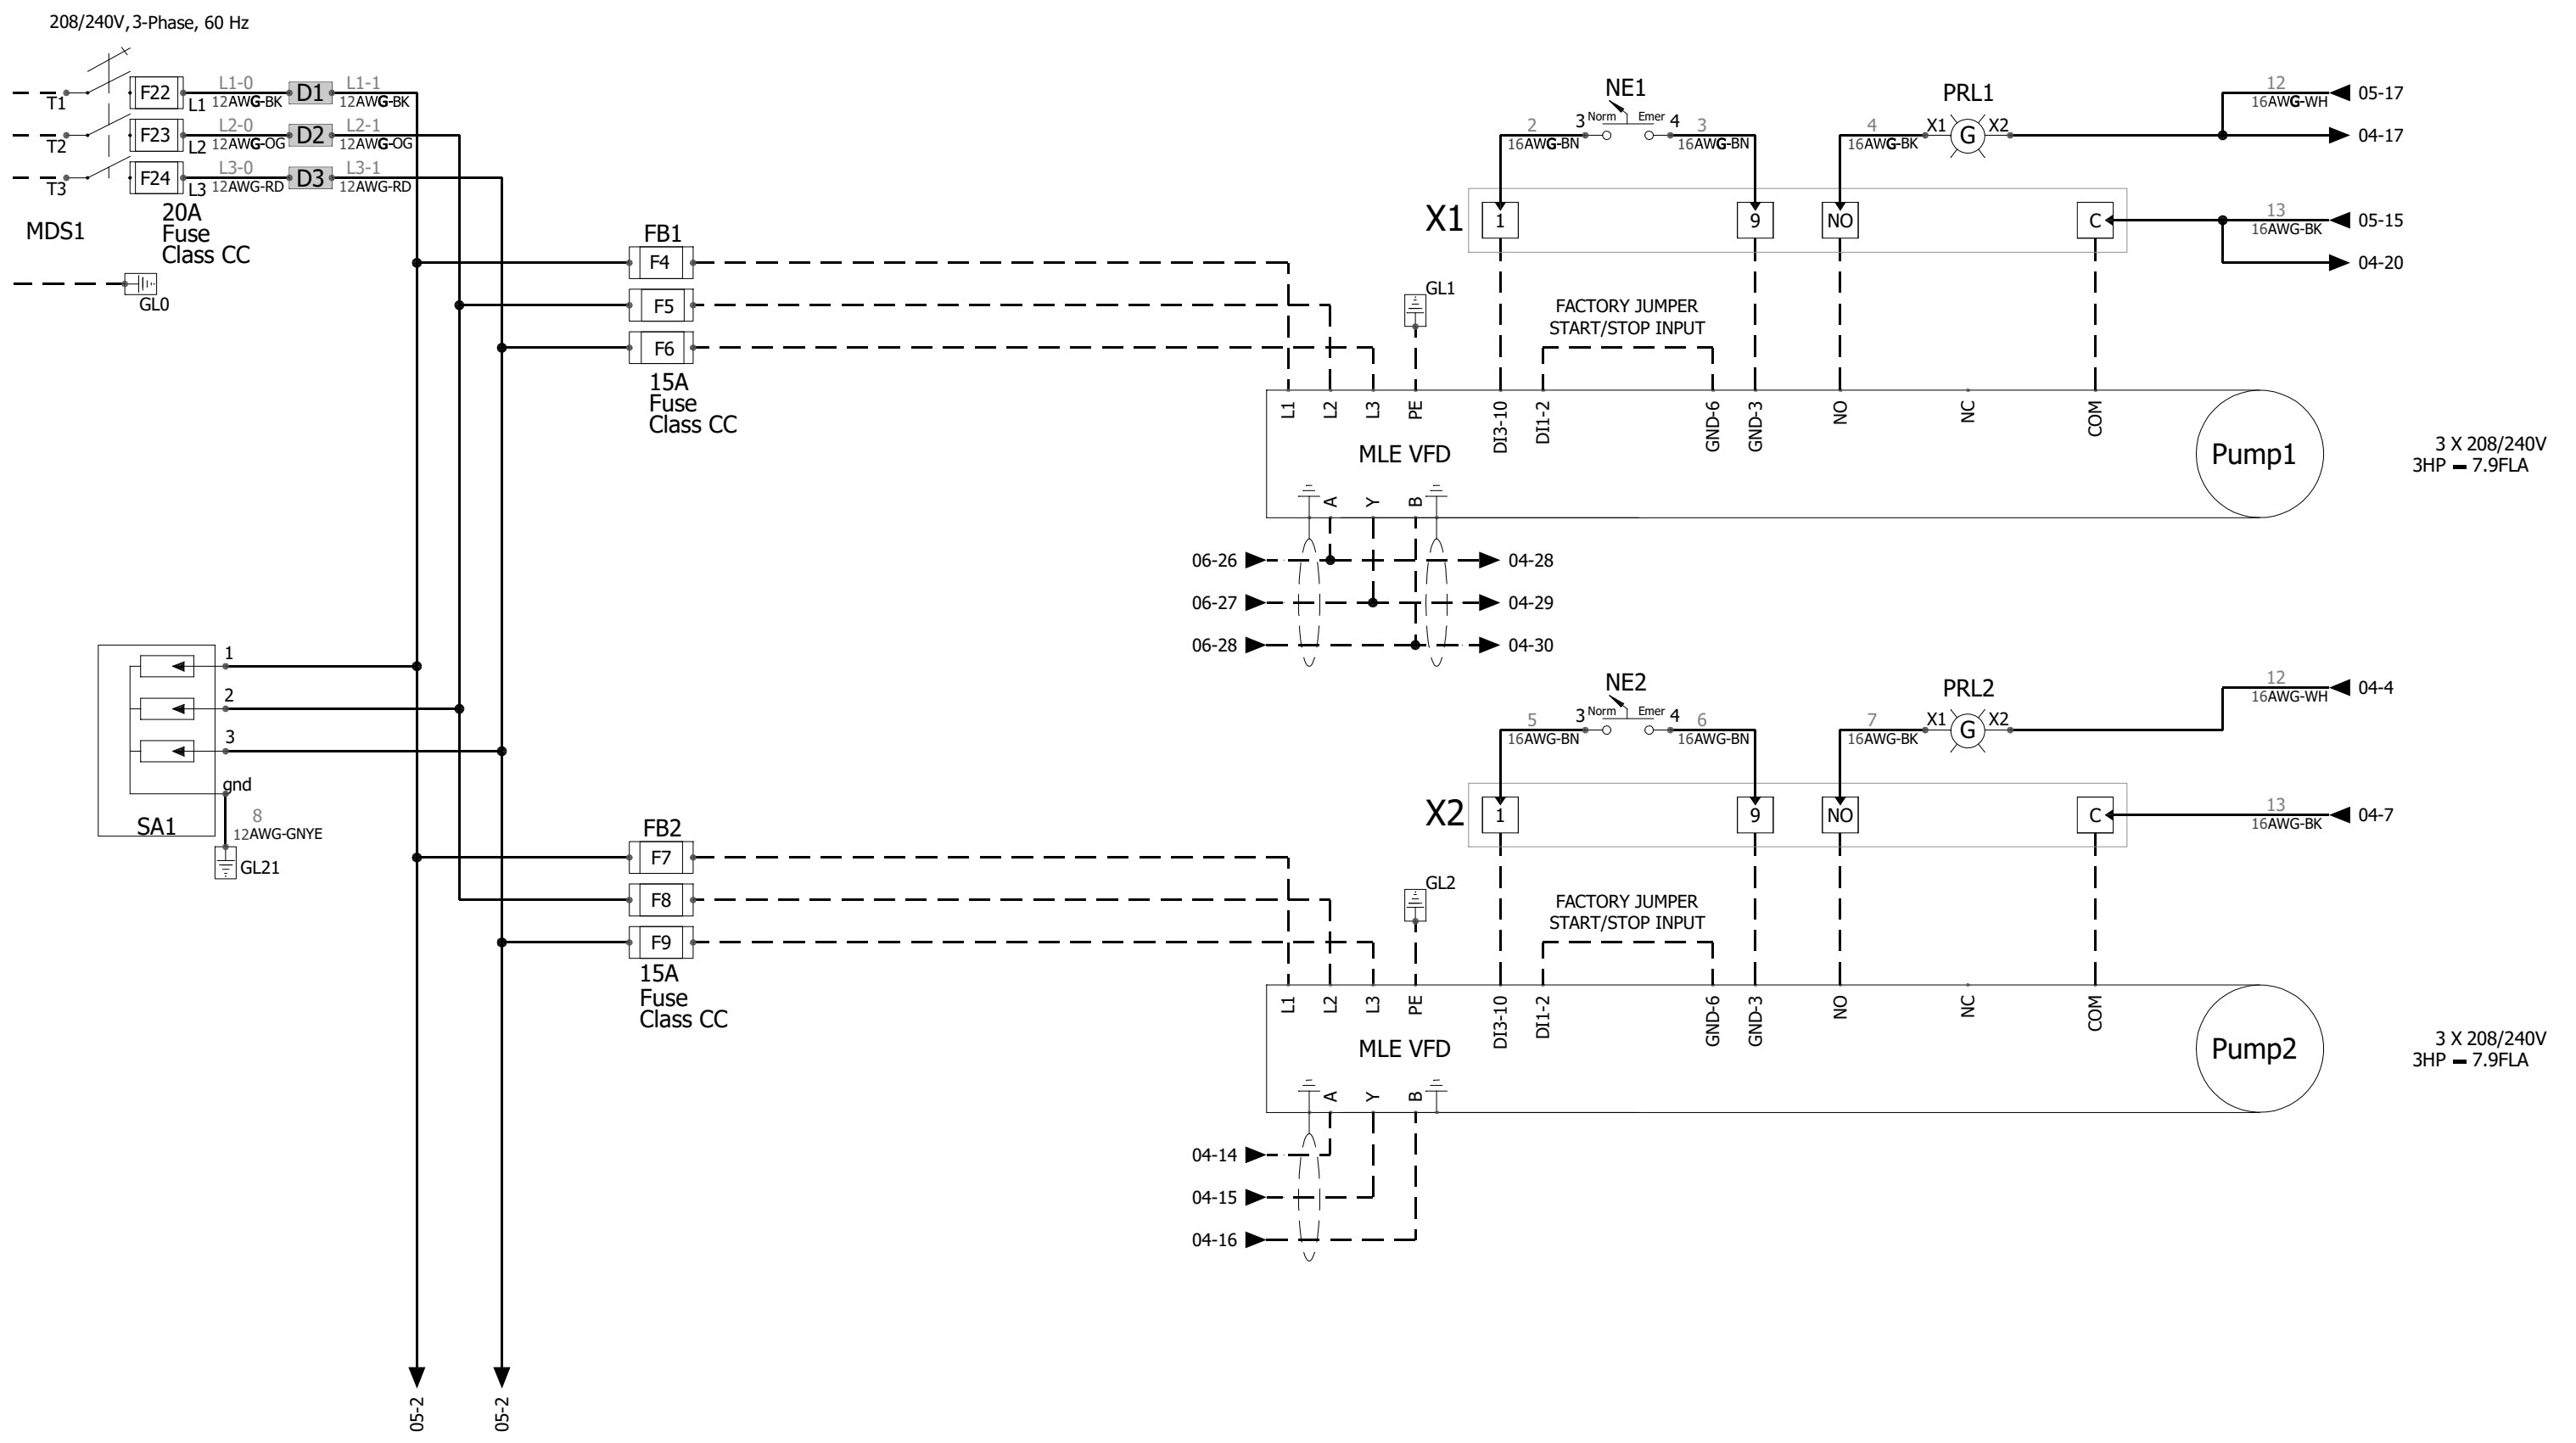 208/240V, 3-Phase, 60 Hz
T1
F22
L1
L1-0
12AWG-BK
D1
L1-1
12AWG-BK
T2
F23
L2
L2-0
12AWG-OG
D2
L2-1
12AWG-OG
T3
F24
L3
L3-0
12AWG-RD
D3
L3-1
12AWG-RD
MDS1
20A
Fuse
Class CC
GL0
FB1
F4
F5
F6
15A
Fuse
Class CC
NE1
2
16AWG-BN
3
Norm
Emer
4
3
16AWG-BN
PRL1
4
16AWG-BK
X1
G
X2
12
16AWG-WH
05-17
04-17
X1
1
9
NO
C
13
16AWG-BK
05-15
04-20
GL1
FACTORY JUMPER
START/STOP INPUT
L1
L2
L3
PE
DI3-10
DI1-2
GND-6
GND-3
NO
NC
COM
MLE VFD
Pump1
3 X 208/240V
3HP - 7.9FLA
A
Y
B
06-26
04-28
06-27
04-29
06-28
04-30
1
2
3
gnd
SA1
8
12AWG-GNYE
GL21
FB2
F7
F8
F9
15A
Fuse
Class CC
NE2
5
16AWG-BN
3
Norm
Emer
4
6
16AWG-BN
PRL2
7
16AWG-BK
X1
G
X2
12
16AWG-WH
04-4
X2
1
9
NO
C
13
16AWG-BK
04-7
GL2
FACTORY JUMPER
START/STOP INPUT
L1
L2
L3
PE
DI3-10
DI1-2
GND-6
GND-3
NO
NC
COM
MLE VFD
Pump2
3 X 208/240V
3HP - 7.9FLA
A
Y
B
04-14
04-15
04-16
05-2
05-2